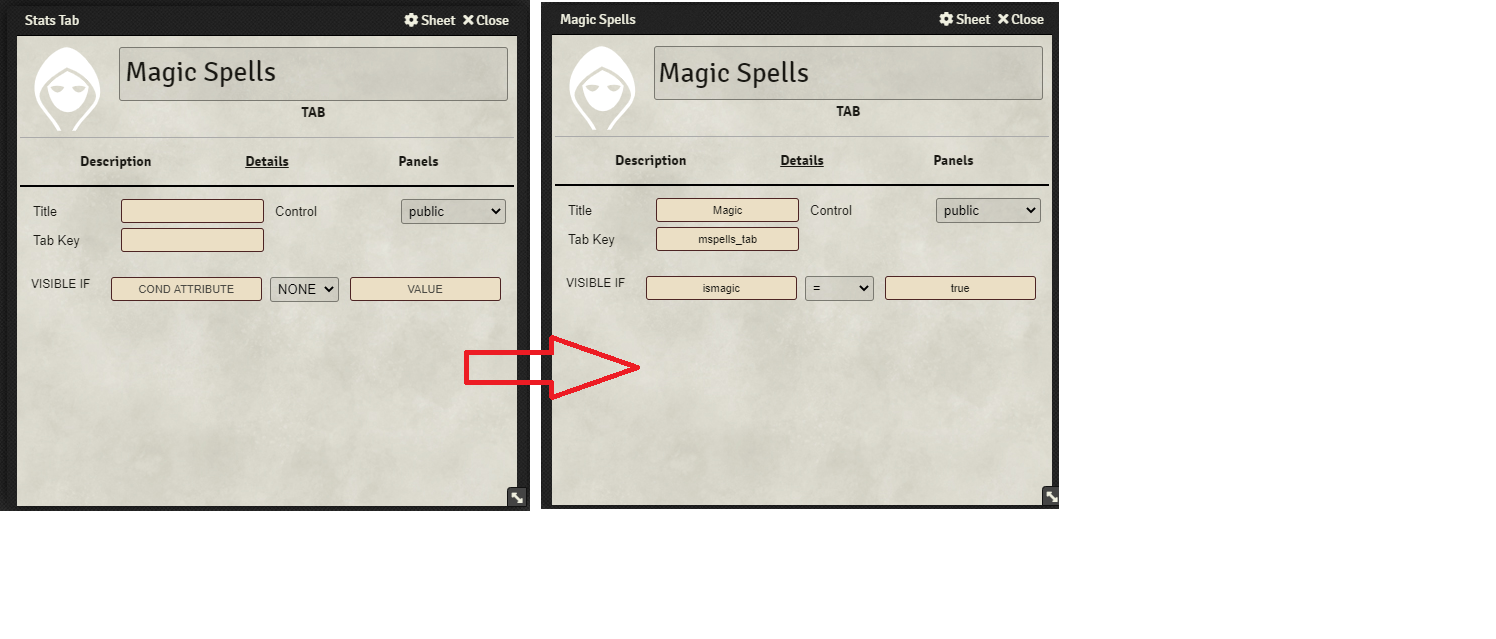 Stats Tab Sheet Close
Magic Spells
TAB
Description Details Panels
Title Control public
Tab Key
VISIBLE IF COND ATTRIBUTE NONE VALUE
Magic Spells Sheet Close
Magic Spells
TAB
Description Details Panels
Title Magic Control public
Tab Key mspells_tab
VISIBLE IF ismagic = true